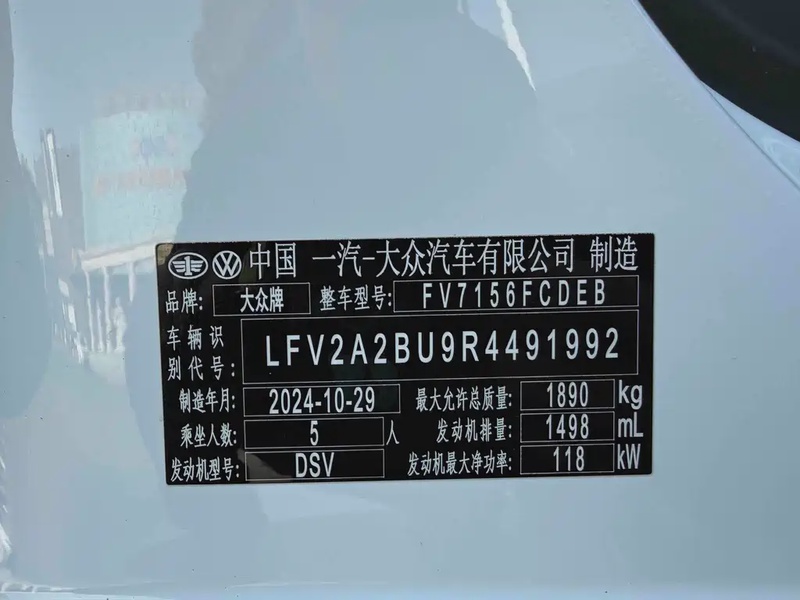 中国 一汽-大众汽车有限公司 制造
品牌: 大众牌 整车型号: FV7156FCDEB
车辆识别代号: LFV2A2BU9R4491992
制造年月: 2024-10-29 最大允许总质量: 1890 kg
乘坐人数: 5 人 发动机排量: 1498 mL
发动机型号: DSV 发动机最大净功率: 118 kW